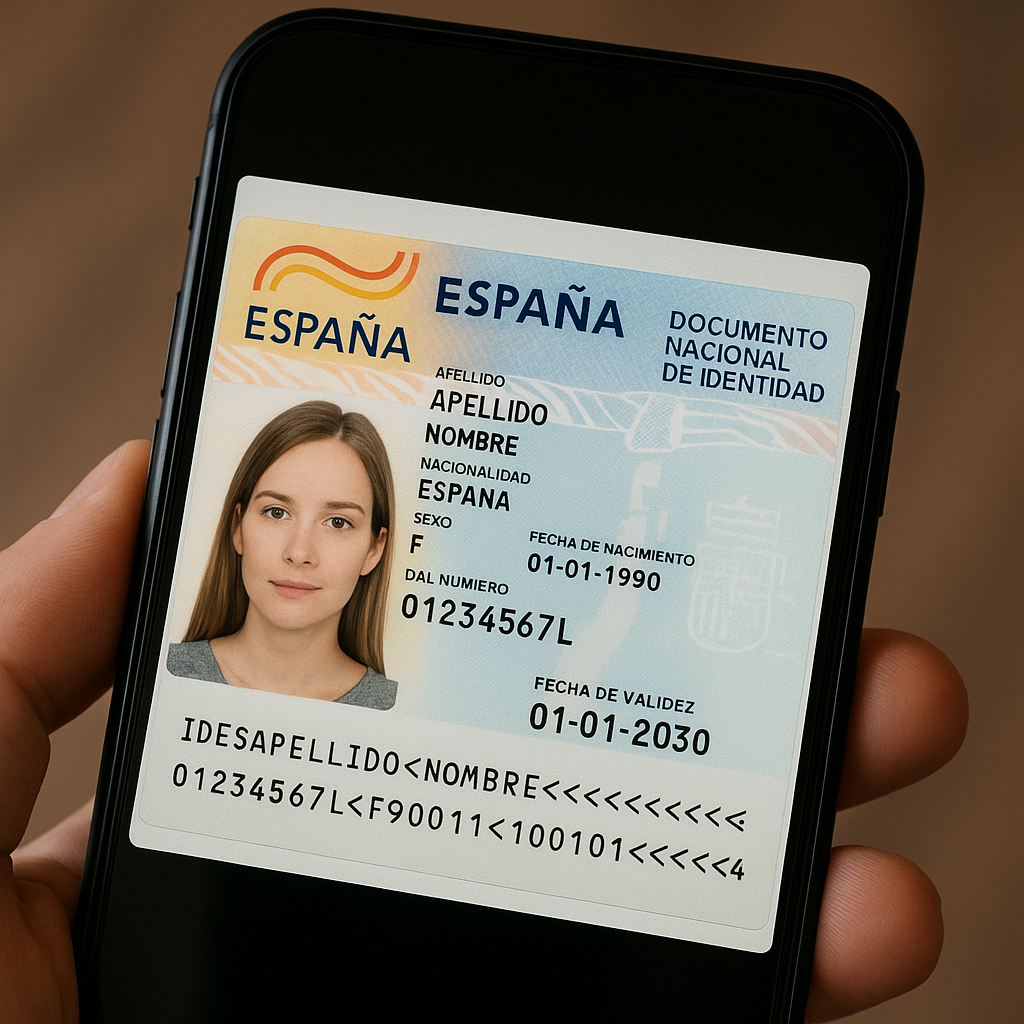 ESPAÑA
ESPAÑA
DOCUMENTO
NACIONAL
DE IDENTIDAD
AFELLIDO
APELLIDO
NOMBRE
NACIONALIDAD
ESPANA
SEXO
F
FECHA DE NACIMIENTO
01-01-1990
DAL NUMIERO
01234567L
FECHA DE VALIDEZ
01-01-2030
IDESAPELLIDO<NOMBRE<<<<<<<<<<
01234567L<F90011<100101<<<<<4